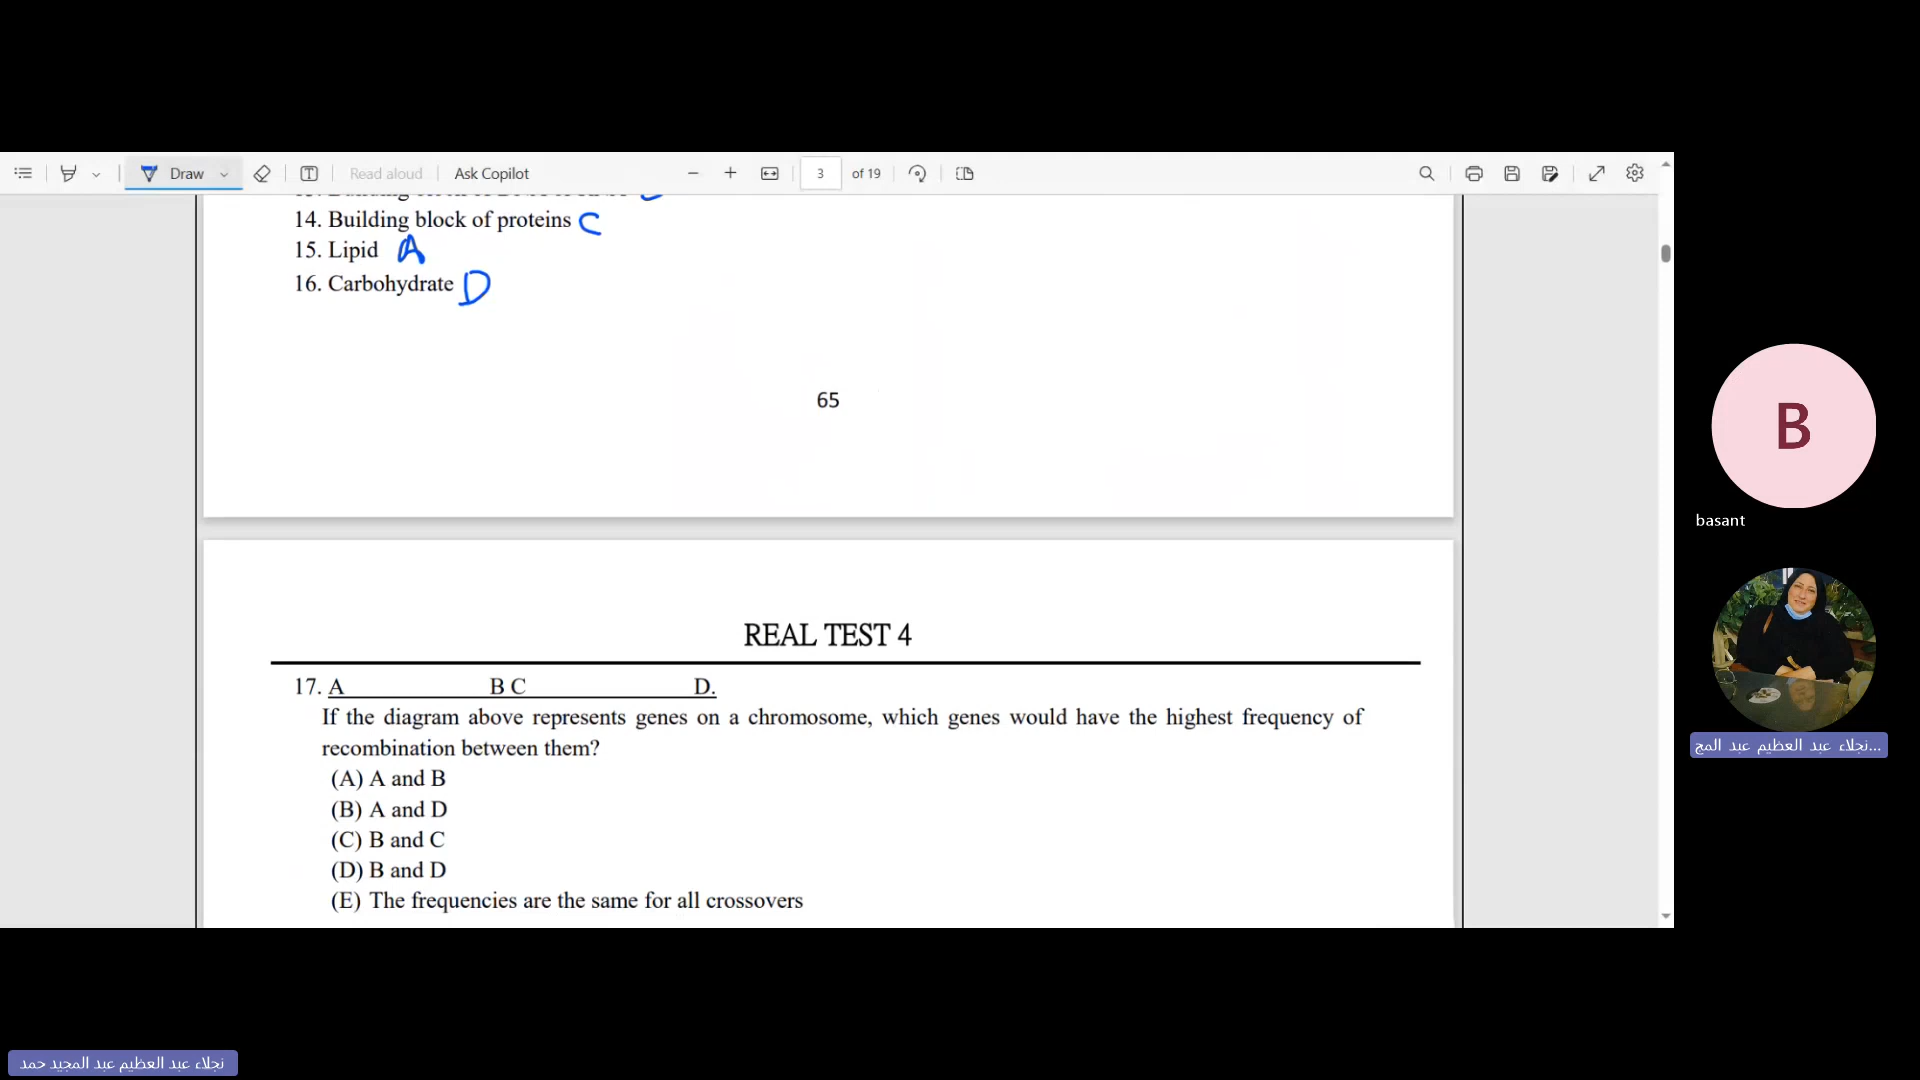 Draw
Read aloud
Ask Copilot
3
of 19
14. Building block of proteins C
15. Lipid A
16. Carbohydrate D
65
REAL TEST 4
17. A B C D.
If the diagram above represents genes on a chromosome, which genes would have the highest frequency of
recombination between them?
(A) A and B
(B) A and D
(C) B and C
(D) B and D
(E) The frequencies are the same for all crossovers
B
basant
نجلاء عبد العظيم عبد المج...
نجلاء عبد العظيم عبد المجيد حمد